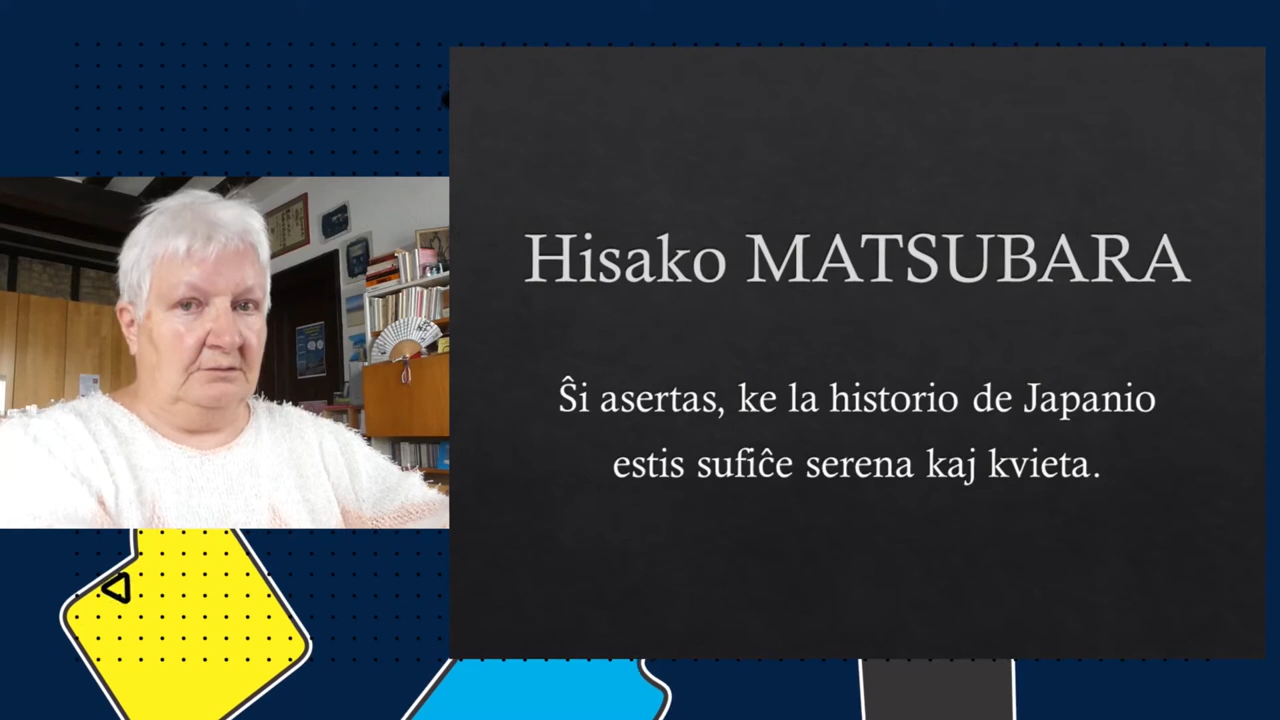 Hisako MATSUBARA
Ŝi asertas, ke la historio de Japanio
estis sufiĉe serena kaj kvieta.